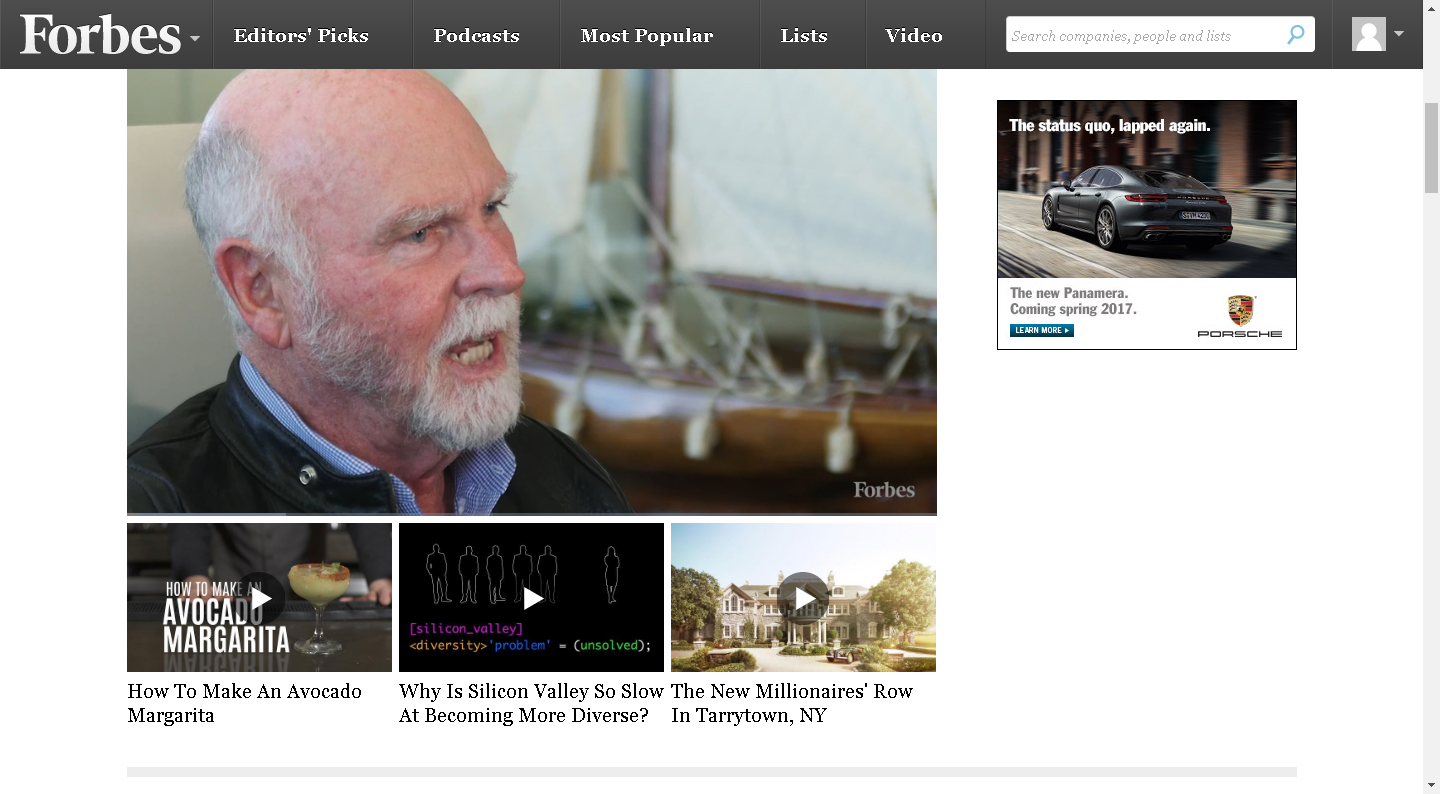 Forbes
Editors' Picks
Podcasts
Most Popular
Lists
Video
Search companies, people and lists
The status quo, lapped again.
The new Panamera.
Coming spring 2017.
LEARN MORE
PORSCHE
Forbes
HOW TO MAKE AN
AVOCADO
MARGARITA
[silicon_valley]
<diversity>'problem' = (unsolved);
How To Make An Avocado
Margarita
Why Is Silicon Valley So Slow
At Becoming More Diverse?
The New Millionaires' Row
In Tarrytown, NY